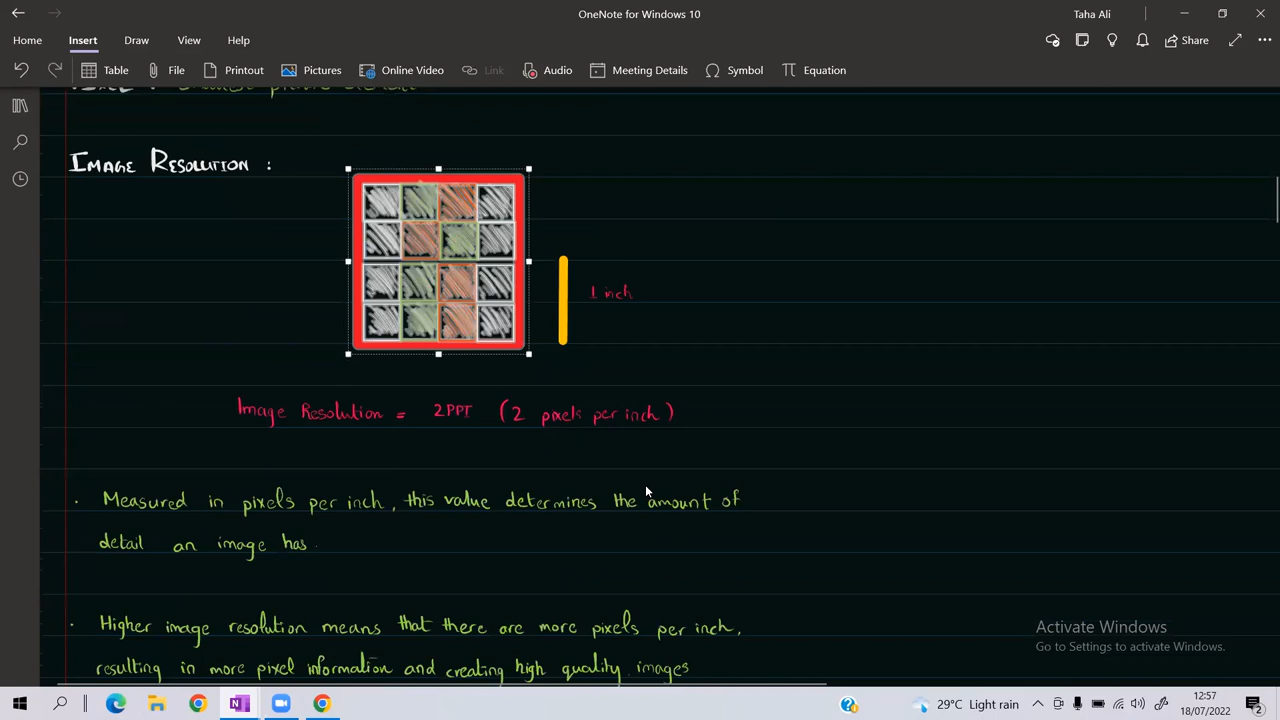 OneNote for Windows 10
Taha Ali
Home Insert Draw View Help
Share
Table File Printout Pictures Online Video Link Audio Meeting Details Symbol Equation
picture element
IMAGE RESOLUTION :
1 inch
Image Resolution = 2PPI (2 pixels per inch)
. Measured in pixels per inch, this value determines the amount of
detail an image has.
. Higher image resolution means that there are more pixels per inch,
resulting in more pixel information and creating high quality images
Activate Windows
Go to Settings to activate Windows.
29°C Light rain
12:57
18/07/2022
2